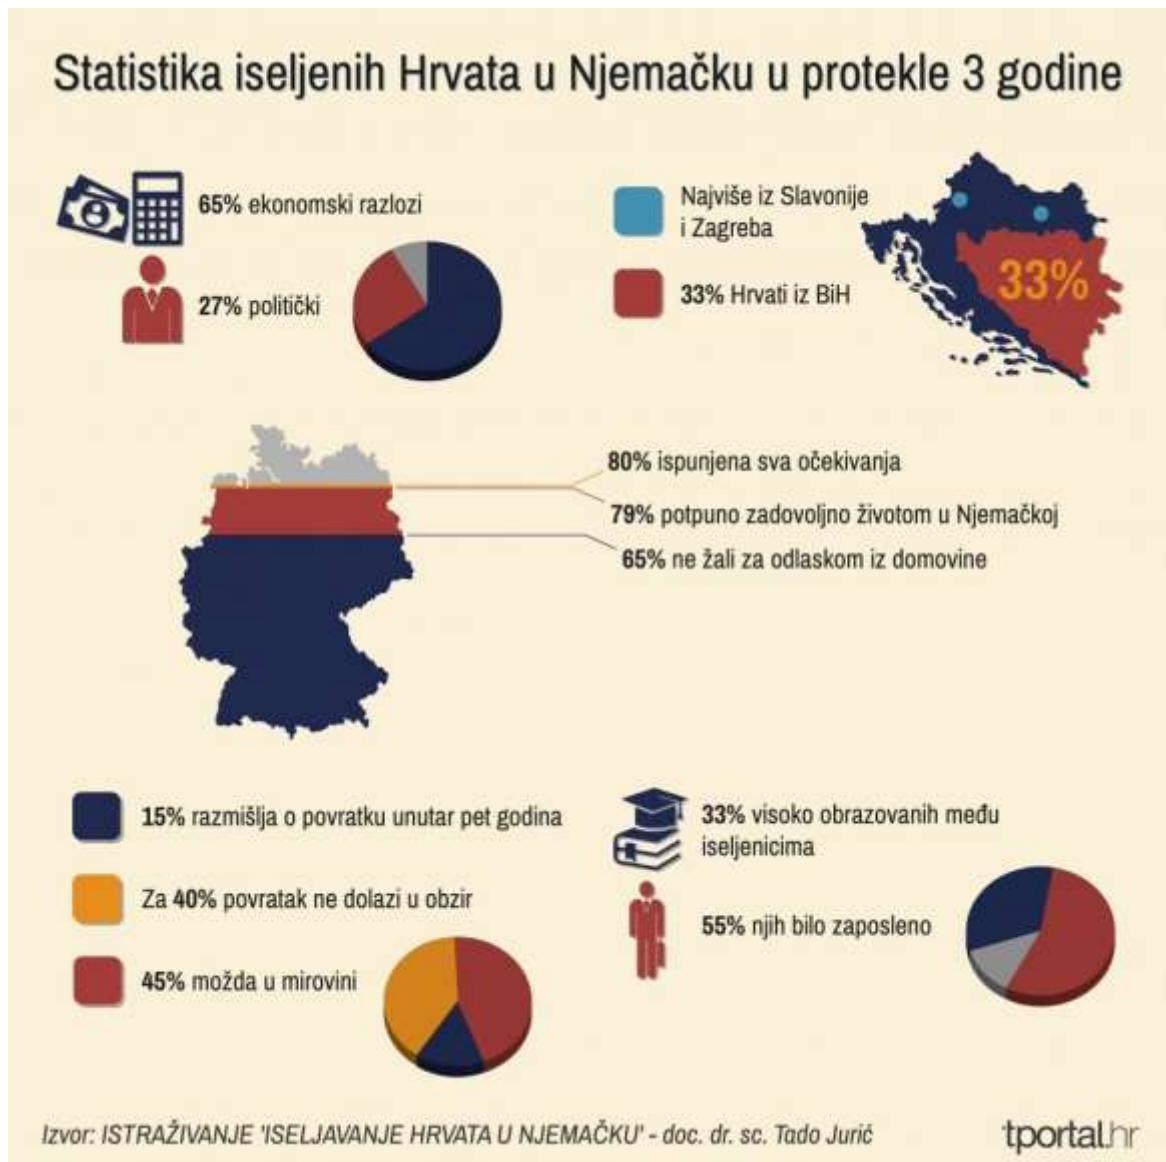 Statistika iseljenih Hrvata u Njemačku u protekle 3 godine
65% ekonomski razlozi
27% politički
Najviše iz Slavonije
i Zagreba
33% Hrvati iz BiH
33%
80% ispunjena sva očekivanja
79% potpuno zadovoljno životom u Njemačkoj
65% ne žali za odlaskom iz domovine
15% razmišlja o povratku unutar pet godina
Za 40% povratak ne dolazi u obzir
45% možda u mirovini
33% visoko obrazovanih među
iseljenicima
55% njih bilo zaposleno
Izvor: ISTRAŽIVANJE 'ISELJAVANJE HRVATA U NJEMAČKU' - doc. dr. sc. Tado Jurić
tportal.hr